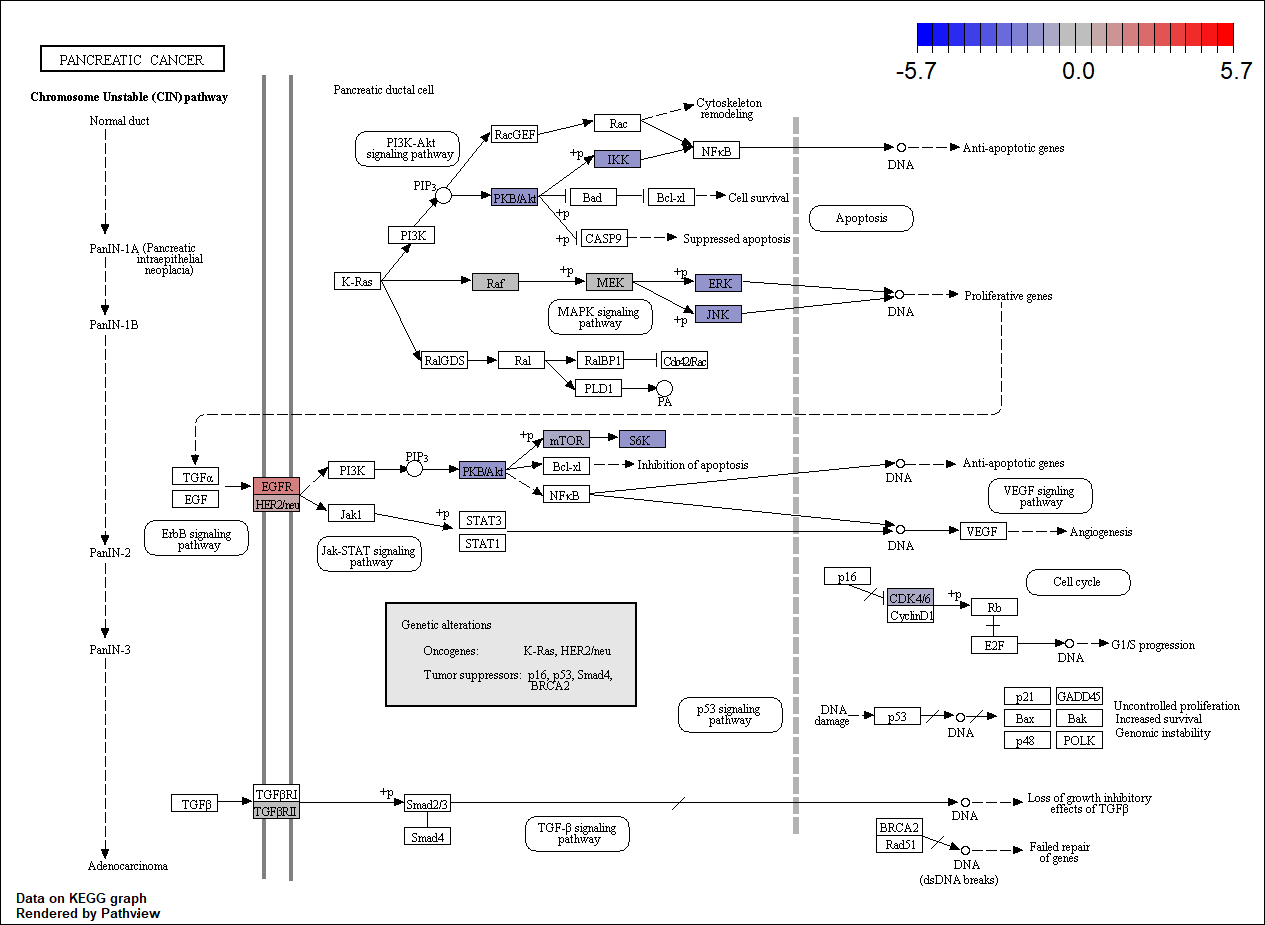 -5.7 0.0 5.7
PANCREATIC CANCER
Chromosome Unstable (CIN) pathway
Normal duct
PanIN-1A (Pancreatic
intraepithelial
neoplacia)
PanIN-1B
PanIN-2
PanIN-3
Adenocarcinoma
Pancreatic ductal cell
PI3K-Akt
signaling pathway
RacGEF
Rac
Cytoskeleton
remodeling
+p
IKK
NFκB
DNA
Anti-apoptotic genes
PIP3
PKB/Akt
Bad
Bcl-xl
Cell survival
+p
+p
CASP9
Suppressed apoptosis
Apoptosis
PI3K
K-Ras
Raf
+p
MEK
+p
ERK
+p
JNK
DNA
Proliferative genes
MAPK signaling
pathway
RalGDS
Ral
RalBP1
Cdc42/Rac
PLD1
PA
TGFα
EGF
EGFR
HER2/neu
ErbB signaling
pathway
PI3K
PIP3
PKB/Akt
+p
mTOR
S6K
Bcl-xl
Inhibition of apoptosis
NFκB
DNA
Anti-apoptotic genes
VEGF signling
pathway
Jak1
+p
STAT3
STAT1
DNA
VEGF
Angiogenesis
Jak-STAT signaling
pathway
p16
CDK4/6
CyclinD1
+p
Rb
E2F
DNA
G1/S progression
Cell cycle
Genetic alterations
Oncogenes: K-Ras, HER2/neu
Tumor suppressors: p16, p53, Smad4,
BRCA2
p53 signaling
pathway
DNA
damage
p53
DNA
p21
GADD45
Bax
Bak
p48
POLK
Uncontrolled proliferation
Increased survival
Genomic instability
TGFβ
TGFβRI
TGFβRII
+p
Smad2/3
Smad4
TGF-β signaling
pathway
DNA
Loss of growth inhibitory
effects of TGFβ
BRCA2
Rad51
DNA
(dsDNA breaks)
Failed repair
of genes
Data on KEGG graph
Rendered by Pathview